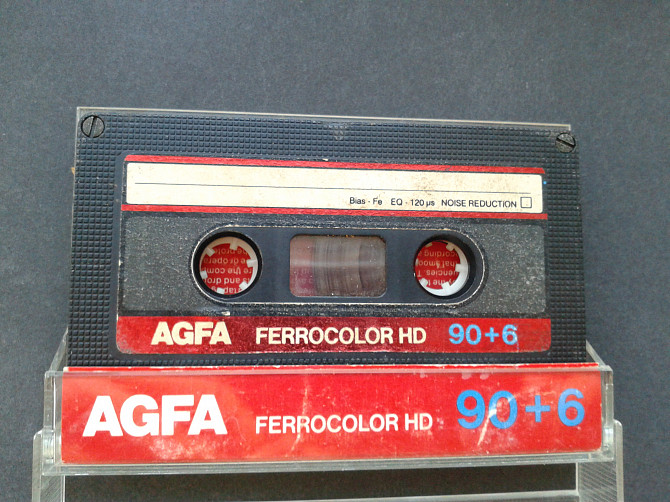 Bias - Fe EQ - 120 µs NOISE REDUCTION
AGFA FERROCOLOR HD 90+6
AGFA FERROCOLOR HD 90+6